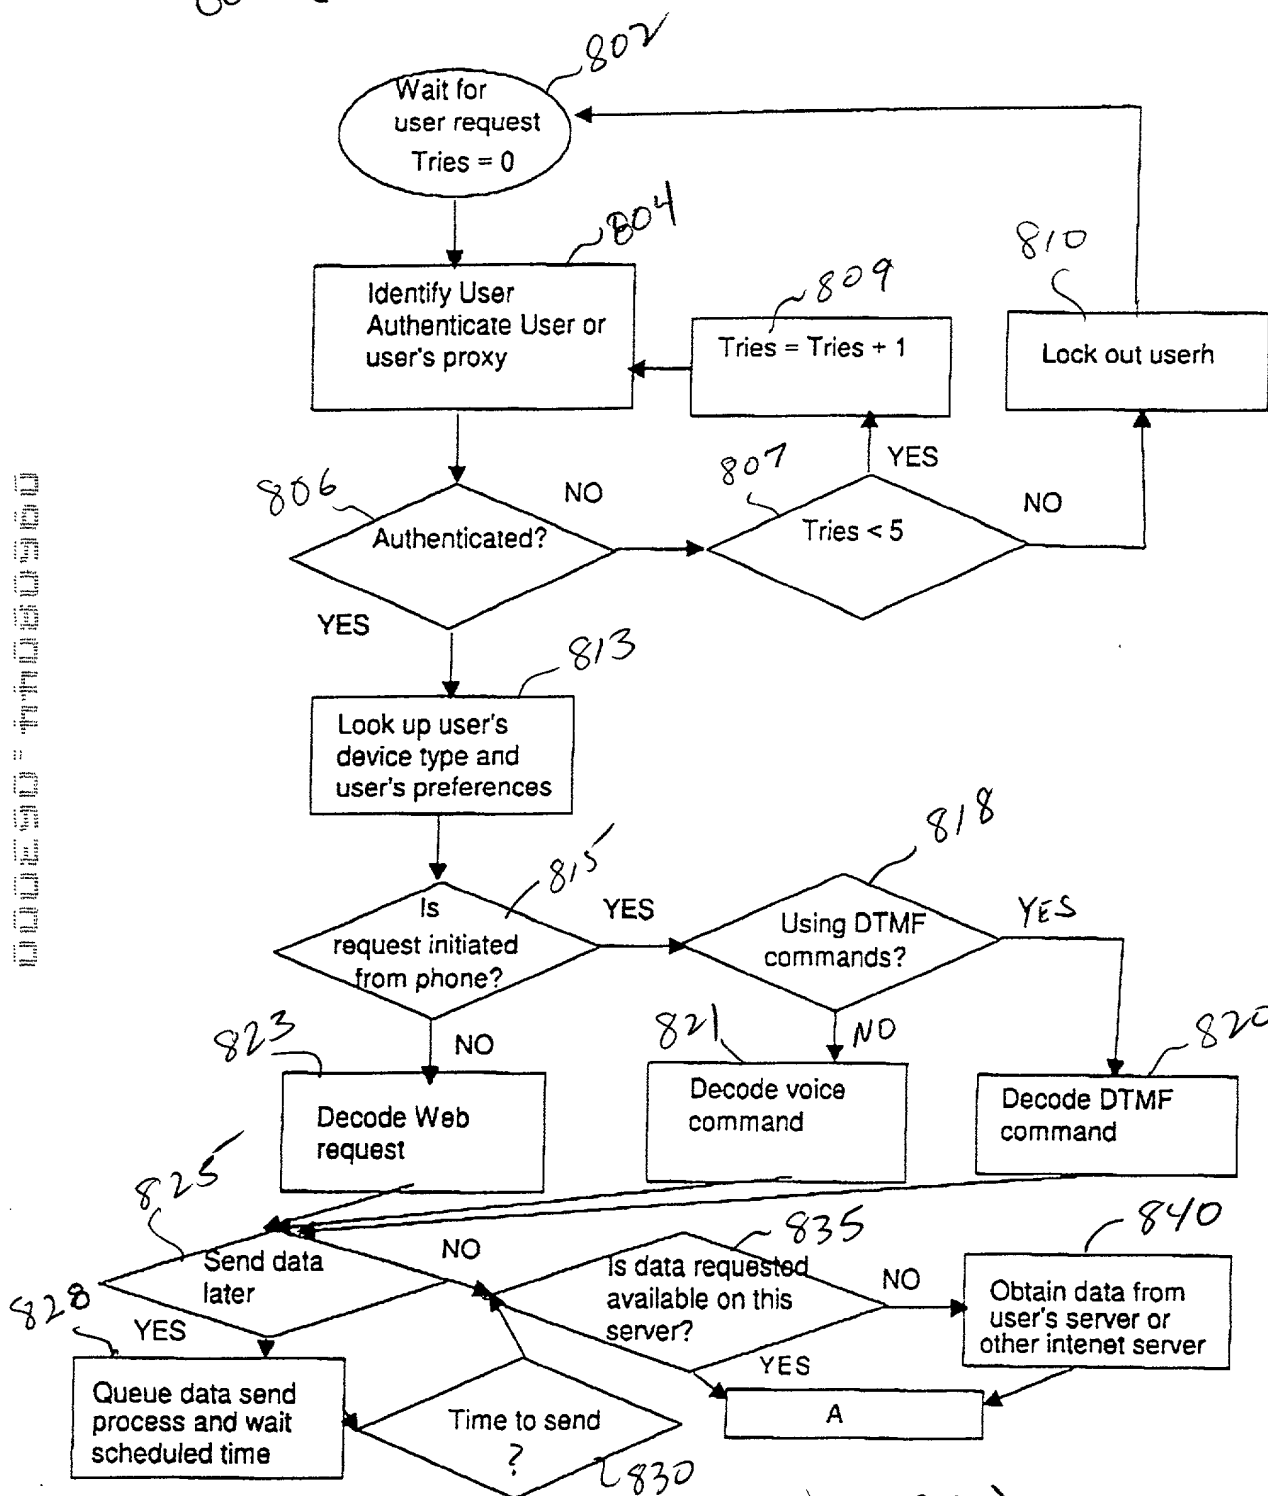 802
Wait for
user request
Tries = 0
804
Identify User
Authenticate User or
user's proxy
809
Tries = Tries + 1
810
Lock out userh
806
Authenticated?
NO
YES
807
Tries < 5
YES
NO
813
Look up user's
device type and
user's preferences
815
Is
request initiated
from phone?
YES
NO
818
Using DTMF
commands?
YES
NO
823
Decode Web
request
821
Decode voice
command
820
Decode DTMF
command
825
Send data
later
NO
YES
835
Is data requested
available on this
server?
NO
YES
840
Obtain data from
user's server or
other intenet server
828
Queue data send
process and wait
scheduled time
Time to send
?
830
A